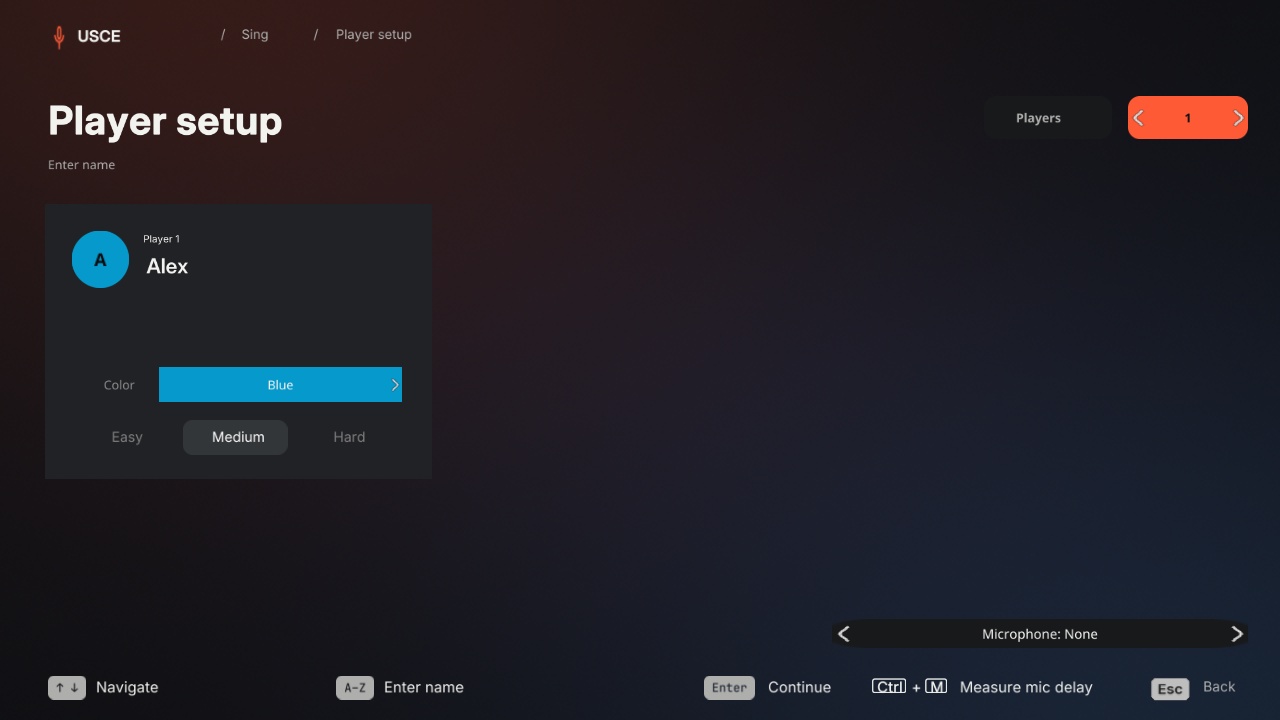 USCE / Sing / Player setup
Player setup
Players 1
Enter name
A Player 1
Alex
Color Blue
Easy Medium Hard
Microphone: None
↑ ↓ Navigate A-Z Enter name Enter Continue Ctrl + M Measure mic delay Esc Back